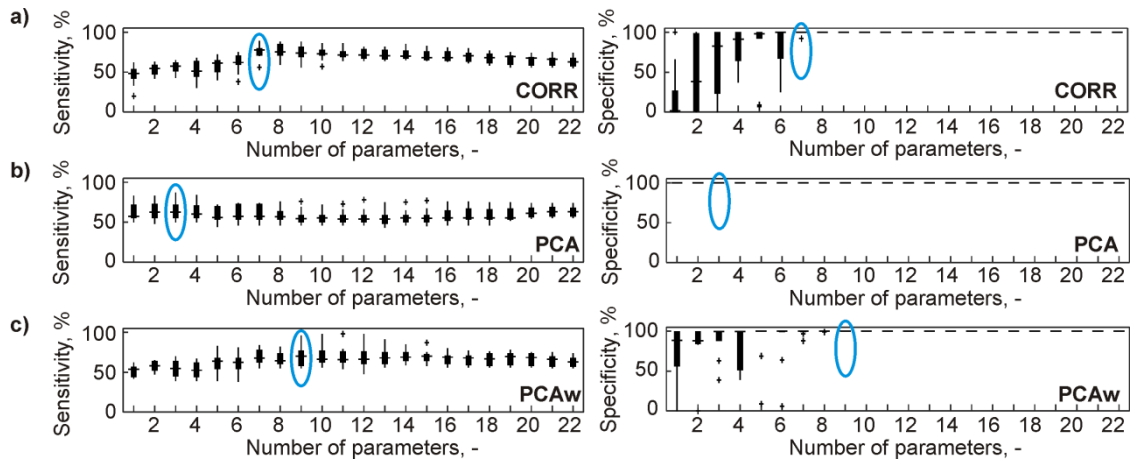 a)
Sensitivity, %
100
50
0
CORR
2 4 6 8 10 12 14 16 18 20 22
Number of parameters, -
Specificity, %
100
50
0
CORR
2 4 6 8 10 12 14 16 18 20 22
Number of parameters, -
b)
Sensitivity, %
100
50
0
PCA
2 4 6 8 10 12 14 16 18 20 22
Number of parameters, -
Specificity, %
100
50
0
PCA
2 4 6 8 10 12 14 16 18 20 22
Number of parameters, -
c)
Sensitivity, %
100
50
0
PCAw
2 4 6 8 10 12 14 16 18 20 22
Number of parameters, -
Specificity, %
100
50
0
PCAw
2 4 6 8 10 12 14 16 18 20 22
Number of parameters, -